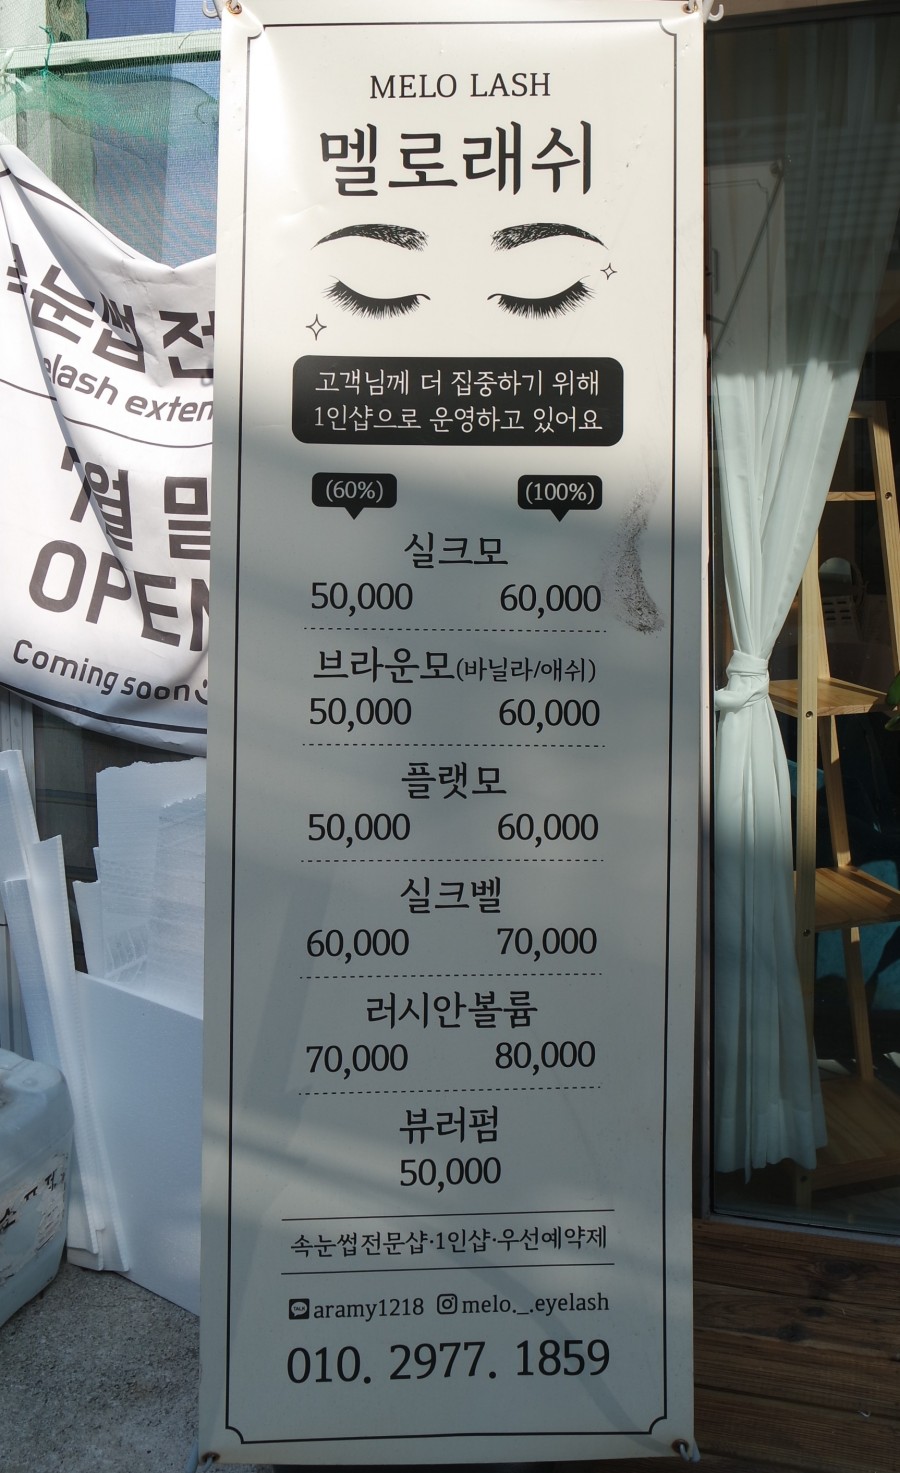 MELO LASH
멜로래쉬
고객님께 더 집중하기 위해
1인샵으로 운영하고 있어요
(60%) (100%)
실크모
50,000 60,000
브라운모(바닐라/애쉬)
50,000 60,000
플랫모
50,000 60,000
실크벨
60,000 70,000
러시안볼륨
70,000 80,000
뷰러펌
50,000
속눈썹전문샵·1인샵·우선예약제
TALK aramy1218 melo._.eyelash
010. 2977. 1859
눈썹 전
lash exten
월 말
OPEN
Coming soon